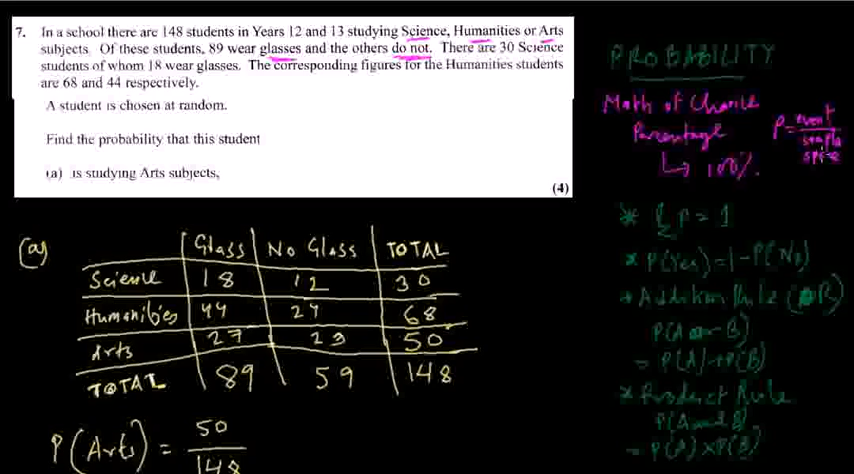 7. In a school there are 148 students in Years 12 and 13 studying Science, Humanities or Arts
subjects. Of these students, 89 wear glasses and the others do not. There are 30 Science
students of whom 18 wear glasses. The corresponding figures for the Humanities students
are 68 and 44 respectively.
A student is chosen at random.
Find the probability that this student
(a) is studying Arts subjects,
(4)
(a)
Glass No Glass TOTAL
Science 18 12 30
Humanities 44 24 68
Arts 27 23 50
TOTAL 89 59 148
P(Arts) = 50
148
PROBABILITY
Math of Chance
Percentage
↳ 100%
P = event
sample
space
* Σ P = 1
* P(Yes) = 1 - P(No)
* Addition Rule (OR)
P(A or B)
= P(A) + P(B)
* Product Rule
P(A and B)
= P(A) × P(B)